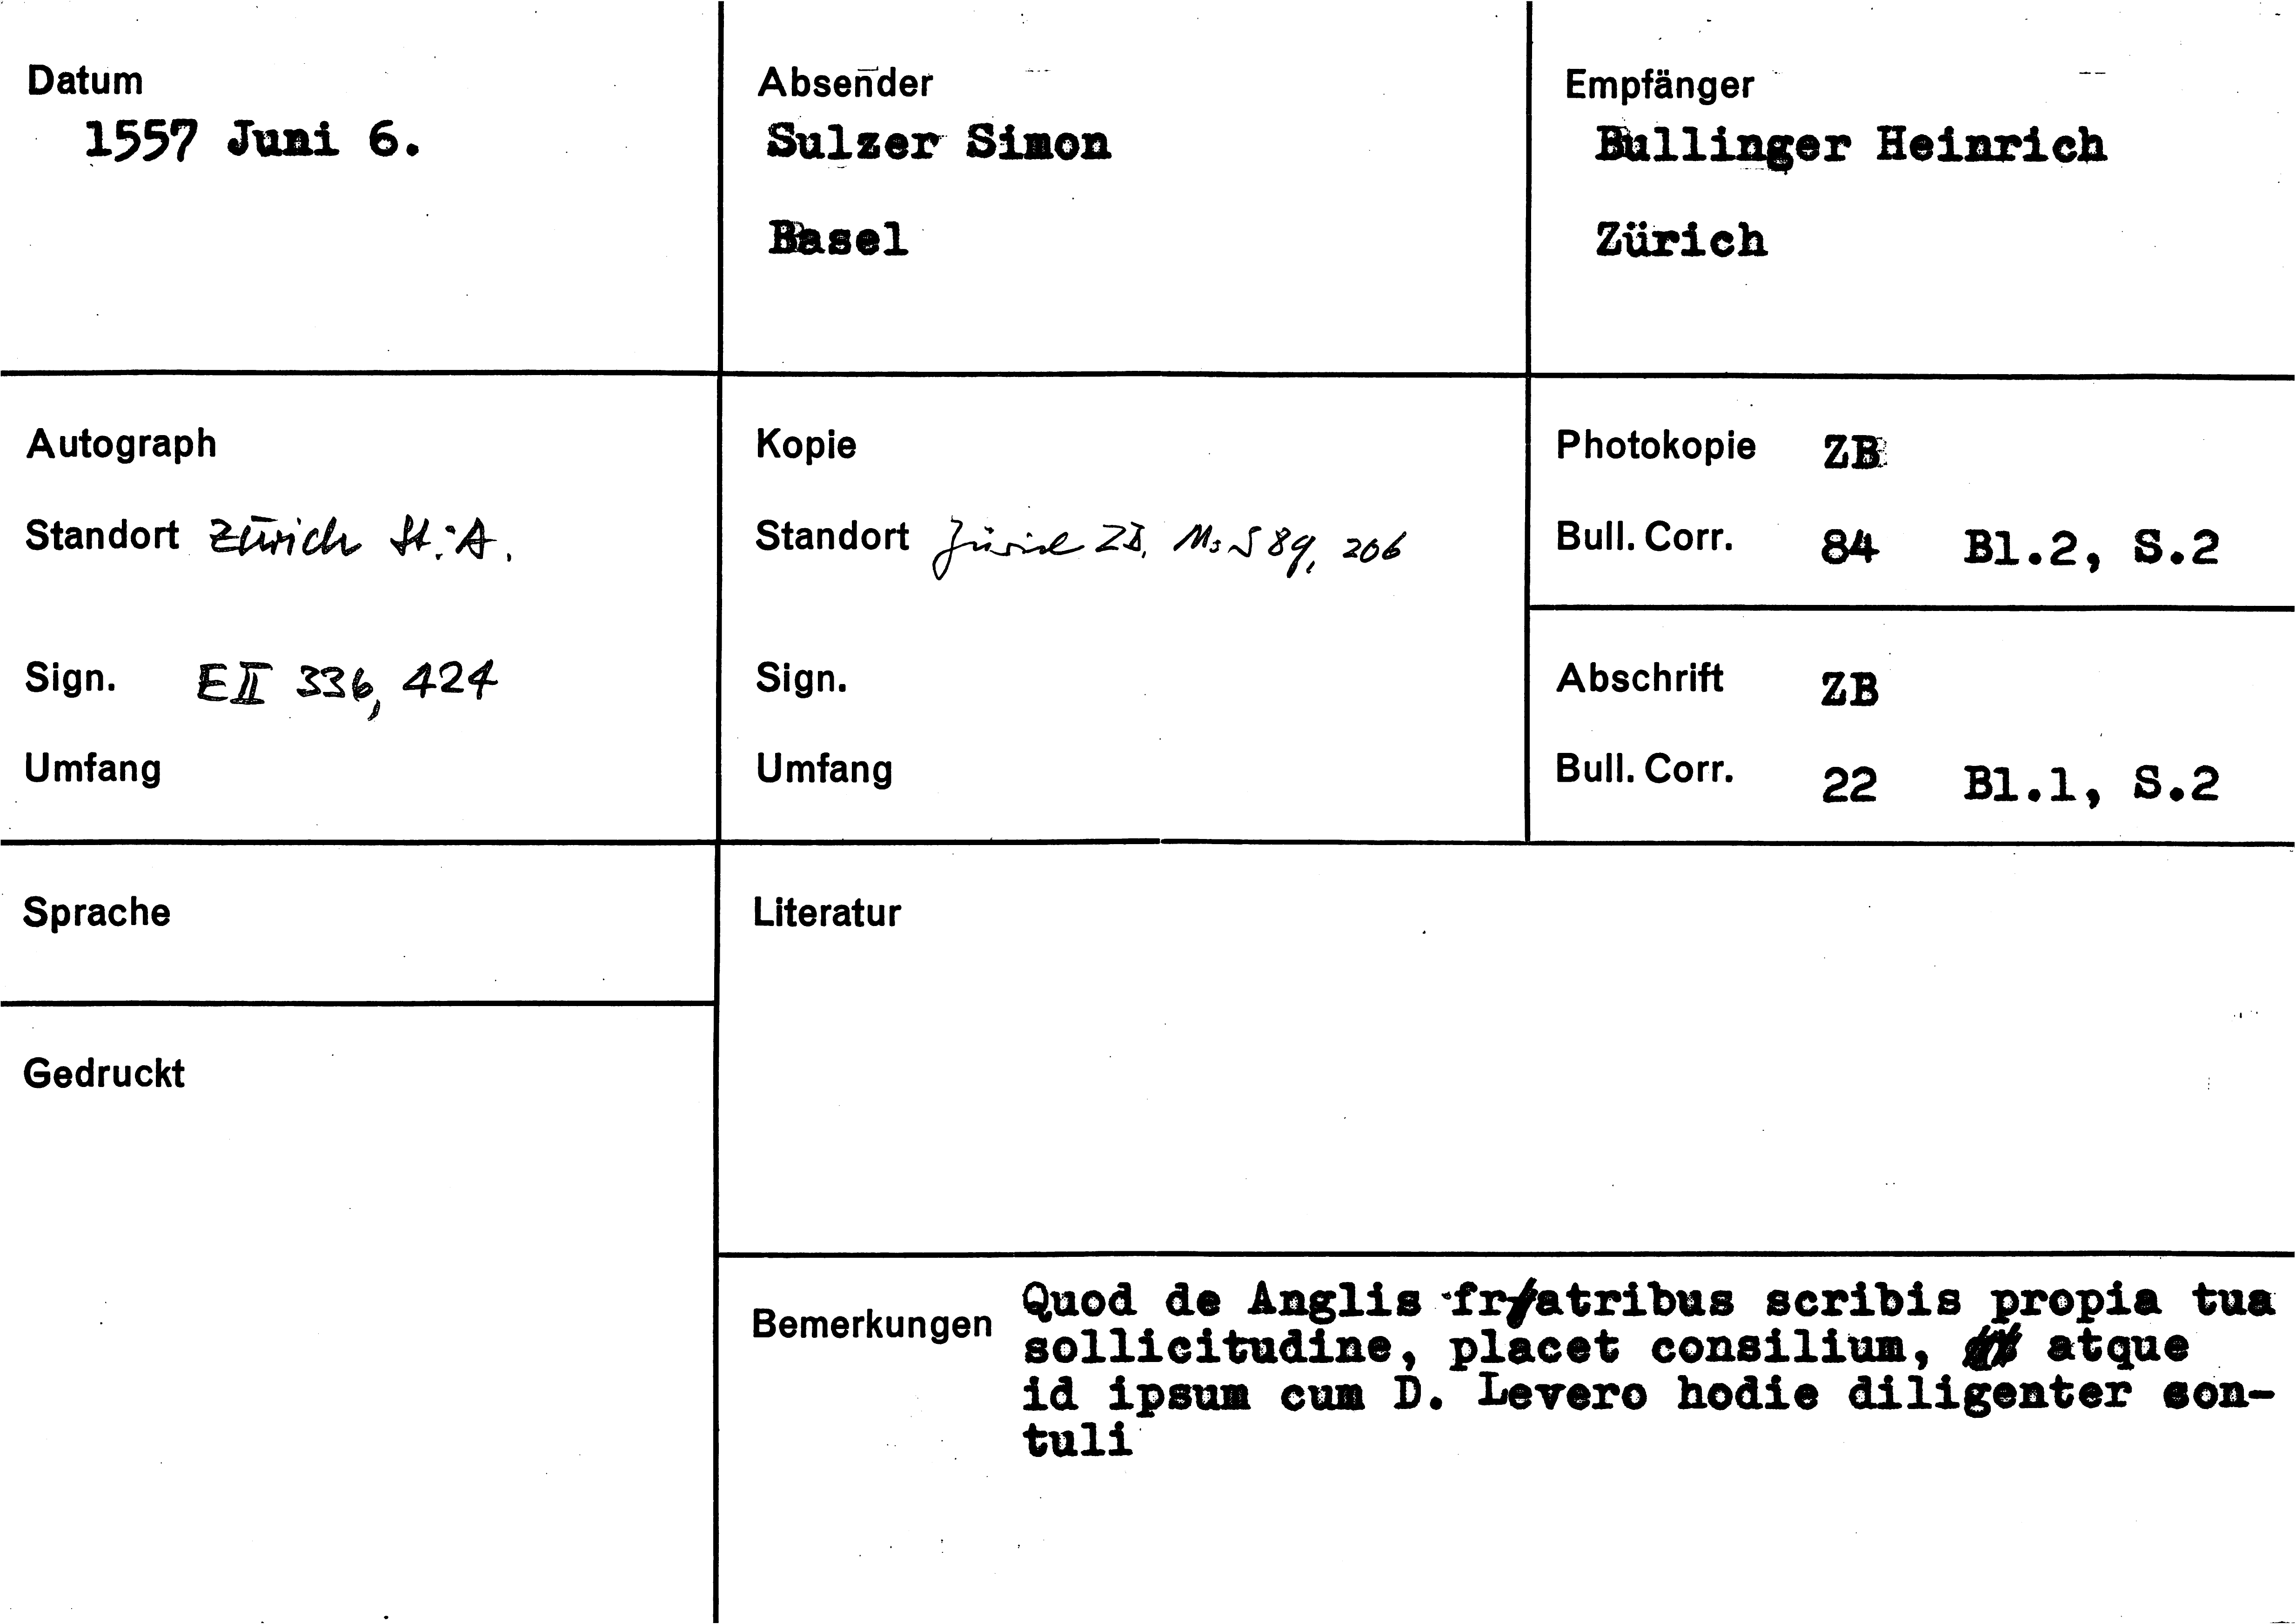 Datum
1557 Juni 6.
Absender
Sulzer Simon
Basel
Empfänger
Bullinger Heinrich
Zürich
Autograph
Standort Zürich St.A.
Sign. EII 336, 424
Umfang
Kopie
Standort Zürich ZB, Ms S 89, 206
Sign.
Umfang
Photokopie ZB
Bull. Corr. 84 Bl.2, S.2
Abschrift ZB
Bull. Corr. 22 Bl.1, S.2
Sprache
Gedruckt
Literatur
Bemerkungen
Quod de Anglis fratribus scribis propia tua
sollicitudine, placet consilium, atque
id ipsum cum D. Levero hodie diligenter con-
tuli